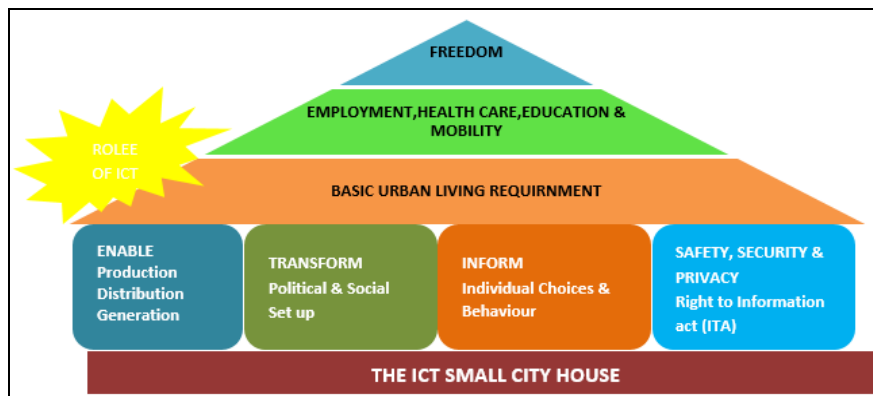 FREEDOM
EMPLOYMENT,HEALTH CARE,EDUCATION &
MOBILITY
ROLEE
OF ICT
BASIC URBAN LIVING REQUIRNMENT
ENABLE
Production
Distribution
Generation
TRANSFORM
Political & Social
Set up
INFORM
Individual Choices &
Behaviour
SAFETY, SECURITY &
PRIVACY
Right to Information
act (ITA)
THE ICT SMALL CITY HOUSE